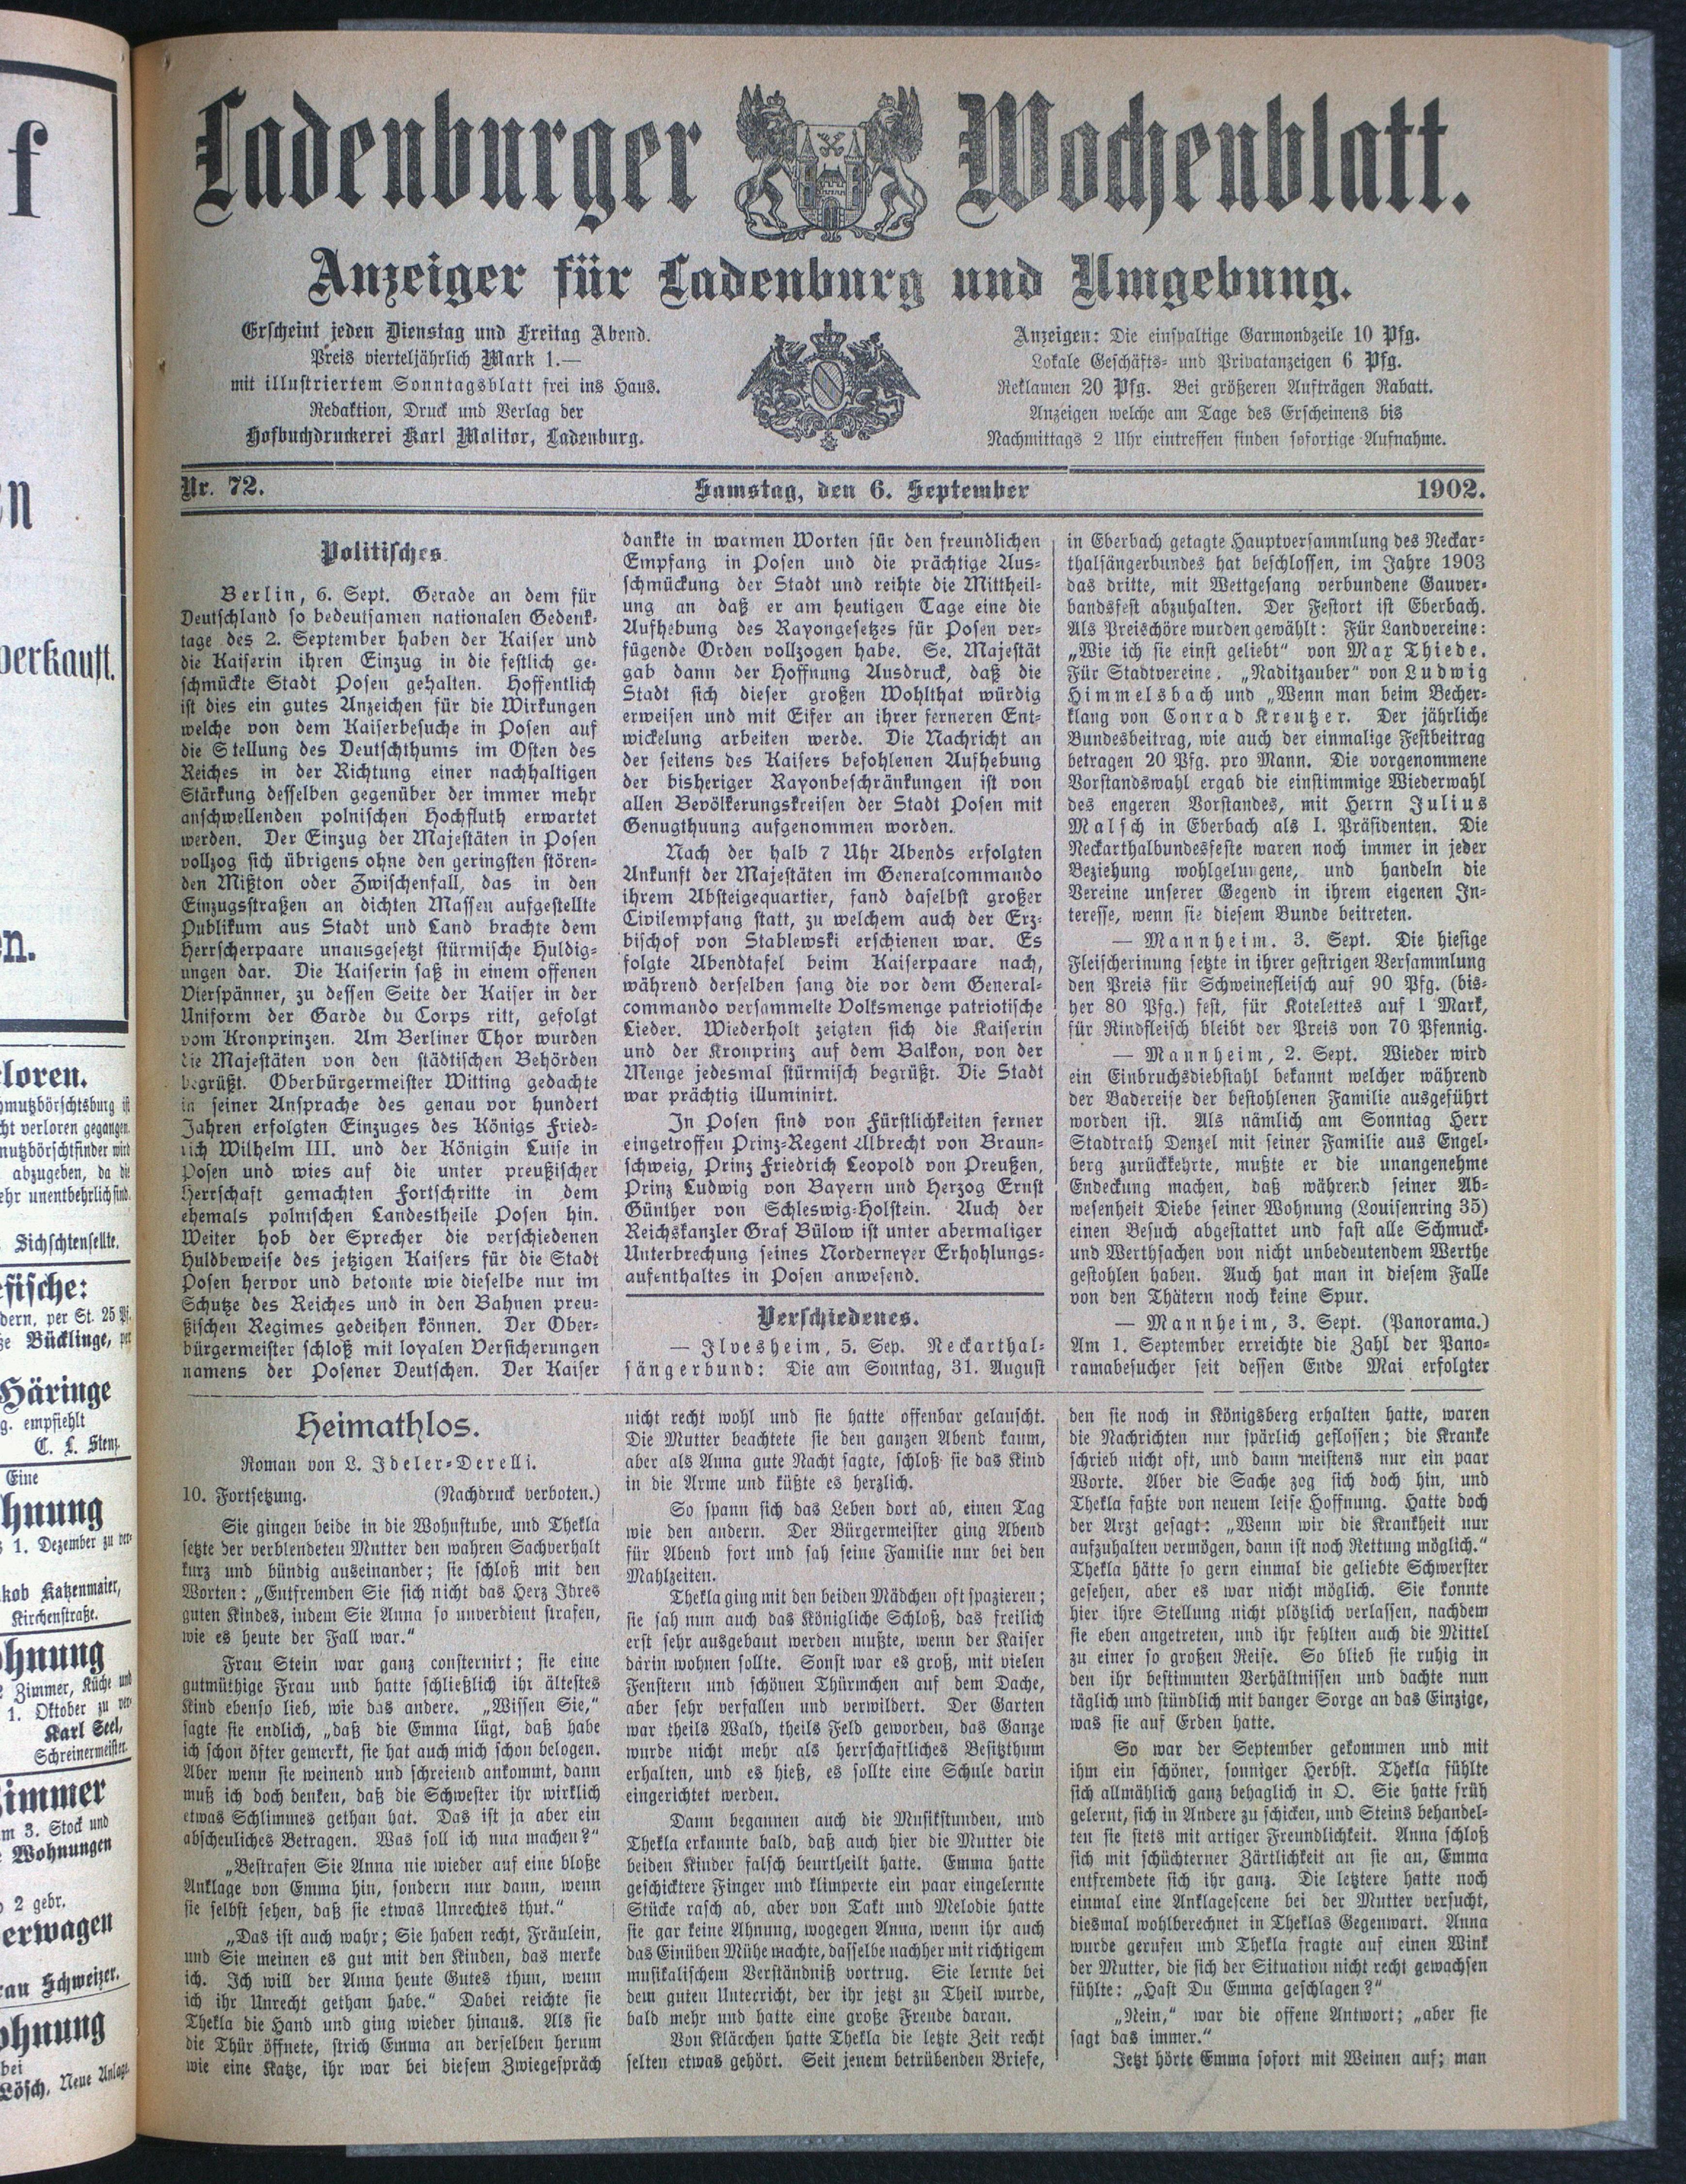 Ladenburger Wochenblatt.
Anzeiger für Ladenburg und Umgebung.
Erscheint jeden Dienstag und Freitag Abend.
Preis vierteljährlich Mark 1.—
mit illustriertem Sonntagsblatt frei ins Haus.
Redaktion, Druck und Verlag der
Hofbuchdruckerei Karl Molitor, Ladenburg.
Anzeigen: Die einspaltige Garmondzeile 10 Pfg.
Lokale Geschäfts- und Privatanzeigen 6 Pfg.
Reklamen 20 Pfg. Bei größeren Aufträgen Rabatt.
Anzeigen welche am Tage des Erscheinens bis
Nachmittags 2 Uhr eintreffen finden sofortige Aufnahme.
Nr. 72.
Samstag, den 6. September
1902.
Politisches.
Berlin, 6. Sept. Gerade an dem für
Deutschland so bedeutsamen nationalen Gedenk-
tage des 2. September haben der Kaiser und
die Kaiserin ihren Einzug in die festlich ge-
schmückte Stadt Posen gehalten. Hoffentlich
ist dies ein gutes Anzeichen für die Wirkungen
welche von dem Kaiserbesuche in Posen auf
die Stellung des Deutschthums im Osten des
Reiches in der Richtung einer nachhaltigen
Stärkung desselben gegenüber der immer mehr
anschwellenden polnischen Hochfluth erwartet
werden. Der Einzug der Majestäten in Posen
vollzog sich übrigens ohne den geringsten stören-
den Mißton oder Zwischenfall, das in den
Einzugsstraßen an dichten Massen aufgestellte
Publikum aus Stadt und Land brachte dem
Herrscherpaare unausgesetzt stürmische Huldig-
ungen dar. Die Kaiserin saß in einem offenen
Vierspänner, zu dessen Seite der Kaiser in der
Uniform der Garde du Corps ritt, gefolgt
vom Kronprinzen. Am Berliner Thor wurden
die Majestäten von den städtischen Behörden
begrüßt. Oberbürgermeister Witting gedachte
in seiner Ansprache des genau vor hundert
Jahren erfolgten Einzuges des Königs Fried-
rich Wilhelm III. und der Königin Luise in
Posen und wies auf die unter preußischer
Herrschaft gemachten Fortschritte in dem
ehemals polnischen Landestheile Posen hin.
Weiter hob der Sprecher die verschiedenen
Huldbeweise des jetzigen Kaisers für die Stadt
Posen hervor und betonte wie dieselbe nur im
Schutze des Reiches und in den Bahnen preu-
ßischen Regimes gedeihen können. Der Ober-
bürgermeister schloß mit loyalen Versicherungen
namens der Posener Deutschen. Der Kaiser
dankte in warmen Worten für den freundlichen
Empfang in Posen und die prächtige Aus-
schmückung der Stadt und reihte die Mittheil-
ung an daß er am heutigen Tage eine die
Aufhebung des Rayongesetzes für Posen ver-
fügende Orden vollzogen habe. Se. Majestät
gab dann der Hoffnung Ausdruck, daß die
Stadt sich dieser großen Wohlthat würdig
erweisen und mit Eifer an ihrer ferneren Ent-
wickelung arbeiten werde. Die Nachricht an
der seitens des Kaisers befohlenen Aufhebung
der bisheriger Rayonbeschränkungen ist von
allen Bevölkerungskreisen der Stadt Posen mit
Genugthuung aufgenommen worden.
Nach der halb 7 Uhr Abends erfolgten
Ankunft der Majestäten im Generalcommando
ihrem Absteigequartier, fand daselbst großer
Civilempfang statt, zu welchem auch der Erz-
bischof von Stablewski erschienen war. Es
folgte Abendtafel beim Kaiserpaare nach,
während derselben sang die vor dem General-
commando versammelte Volksmenge patriotische
Lieder. Wiederholt zeigten sich die Kaiserin
und der Kronprinz auf dem Balkon, von der
Menge jedesmal stürmisch begrüßt. Die Stadt
war prächtig illuminirt.
In Posen sind von Fürstlichkeiten ferner
eingetroffen Prinz-Regent Albrecht von Braun-
schweig, Prinz Friedrich Leopold von Preußen,
Prinz Ludwig von Bayern und Herzog Ernst
Günther von Schleswig-Holstein. Auch der
Reichskanzler Graf Bülow ist unter abermaliger
Unterbrechung seines Norderneyer Erhohlungs-
aufenthaltes in Posen anwesend.
Verschiedenes.
— Ilvesheim, 5. Sep. Neckarthal-
sängerbund: Die am Sonntag, 31. August
in Eberbach getagte Hauptversammlung des Neckar-
thalsängerbundes hat beschlossen, im Jahre 1903
das dritte, mit Wettgesang verbundene Gauver-
bandsfest abzuhalten. Der Festort ist Eberbach.
Als Preischöre wurden gewählt: Für Landvereine:
„Wie ich sie einst geliebt“ von Max Thiede.
Für Stadtvereine. „Naditzauber“ von Ludwig
Himmelsbach und „Wenn man beim Becher-
klang von Conrad Kreutzer. Der jährliche
Bundesbeitrag, wie auch der einmalige Festbeitrag
betragen 20 Pfg. pro Mann. Die vorgenommene
Vorstandswahl ergab die einstimmige Wiederwahl
des engeren Vorstandes, mit Herrn Julius
Malsch in Eberbach als I. Präsidenten. Die
Neckarthalbundesfeste waren noch immer in jeder
Beziehung wohlgelungene, und handeln die
Vereine unserer Gegend in ihrem eigenen In-
teresse, wenn sie diesem Bunde beitreten.
— Mannheim. 3. Sept. Die hiesige
Fleischerinung setzte in ihrer gestrigen Versammlung
den Preis für Schweinefleisch auf 90 Pfg. (bis-
her 80 Pfg.) fest, für Kotelettes auf 1 Mark,
für Rindfleisch bleibt der Preis von 70 Pfennig.
— Mannheim, 2. Sept. Wieder wird
ein Einbruchsdiebstahl bekannt welcher während
der Badereise der bestohlenen Familie ausgeführt
worden ist. Als nämlich am Sonntag Herr
Stadtrath Denzel mit seiner Familie aus Engel-
berg zurückkehrte, mußte er die unangenehme
Endeckung machen, daß während seiner Ab-
wesenheit Diebe seiner Wohnung (Louisenring 35)
einen Besuch abgestattet und fast alle Schmuck-
und Werthsachen von nicht unbedeutendem Werthe
gestohlen haben. Auch hat man in diesem Falle
von den Thätern noch keine Spur.
— Mannheim, 3. Sept. (Panorama.)
Am 1. September erreichte die Zahl der Pano-
ramabesucher seit dessen Ende Mai erfolgter
Heimathlos.
Roman von L. Ideler-Derelli.
10. Fortsetzung. (Nachdruck verboten.)
Sie gingen beide in die Wohnstube, und Thekla
setzte der verblendeten Mutter den wahren Sachverhalt
kurz und bündig auseinander; sie schloß mit den
Worten: „Entfremden Sie sich nicht das Herz Ihres
guten Kindes, indem Sie Anna so unverdient strafen,
wie es heute der Fall war.“
Frau Stein war ganz consternirt; sie eine
gutmüthige Frau und hatte schließlich ihr ältestes
Kind ebenso lieb, wie das andere. „Wissen Sie,“
sagte sie endlich, „daß die Emma lügt, daß habe
ich schon öfter gemerkt, sie hat auch mich schon belogen.
Aber wenn sie weinend und schreiend ankommt, dann
muß ich doch denken, daß die Schwester ihr wirklich
etwas Schlimmes gethan hat. Das ist ja aber ein
abscheuliches Betragen. Was soll ich nua machen?“
„Bestrafen Sie Anna nie wieder auf eine bloße
Anklage von Emma hin, sondern nur dann, wenn
sie selbst sehen, daß sie etwas Unrechtes thut.“
„Das ist auch wahr; Sie haben recht, Fräulein,
und Sie meinen es gut mit den Kinden, das merke
ich. Ich will der Anna heute Gutes thun, wenn
ich ihr Unrecht gethan habe.“ Dabei reichte sie
Thekla die Hand und ging wieder hinaus. Als sie
die Thür öffnete, strich Emma an derselben herum
wie eine Katze, ihr war bei diesem Zwiegespräch
nicht recht wohl und sie hatte offenbar gelauscht.
Die Mutter beachtete sie den ganzen Abend kaum,
aber als Anna gute Nacht sagte, schloß sie das Kind
in die Arme und küßte es herzlich.
So spann sich das Leben dort ab, einen Tag
wie den andern. Der Bürgermeister ging Abend
für Abend fort und sah seine Familie nur bei den
Mahlzeiten.
Thekla ging mit den beiden Mädchen oft spazieren;
sie sah nun auch das Königliche Schloß, das freilich
erst sehr ausgebaut werden mußte, wenn der Kaiser
darin wohnen sollte. Sonst war es groß, mit vielen
Fenstern und schönen Thürmchen auf dem Dache,
aber sehr verfallen und verwildert. Der Garten
war theils Wald, theils Feld geworden, das Ganze
wurde nicht mehr als herrschaftliches Besitzthum
erhalten, und es hieß, es sollte eine Schule darin
eingerichtet werden.
Dann begannen auch die Musikstunden, und
Thekla erkannte bald, daß auch hier die Mutter die
beiden Kinder falsch beurtheilt hatte. Emma hatte
geschicktere Finger und klimperte ein paar eingelernte
Stücke rasch ab, aber von Takt und Melodie hatte
sie gar keine Ahnung, wogegen Anna, wenn ihr auch
das Einüben Mühe machte, dasselbe nachher mit richtigem
musikalischem Verständniß vortrug. Sie lernte bei
dem guten Unterricht, der ihr jetzt zu Theil wurde,
bald mehr und hatte eine große Freude daran.
Von Klärchen hatte Thekla die letzte Zeit recht
selten etwas gehört. Seit jenem betrübenden Briefe,
den sie noch in Königsberg erhalten hatte, waren
die Nachrichten nur spärlich geflossen; die Kranke
schrieb nicht oft, und dann meistens nur ein paar
Worte. Aber die Sache zog sich doch hin, und
Thekla faßte von neuem leise Hoffnung. Hatte doch
der Arzt gesagt: „Wenn wir die Krankheit nur
aufzuhalten vermögen, dann ist noch Rettung möglich.“
Thekla hätte so gern einmal die geliebte Schwerster
gesehen, aber es war nicht möglich. Sie konnte
hier ihre Stellung nicht plötzlich verlassen, nachdem
sie eben angetreten, und ihr fehlten auch die Mittel
zu einer so großen Reise. So blieb sie ruhig in
den ihr bestimmten Verhältnissen und dachte nun
täglich und stündlich mit banger Sorge an das Einzige,
was sie auf Erden hatte.
So war der September gekommen und mit
ihm ein schöner, sonniger Herbst. Thekla fühlte
sich allmählich ganz behaglich in O. Sie hatte früh
gelernt, sich in Andere zu schicken, und Steins behandel-
ten sie stets mit artiger Freundlichkeit. Anna schloß
sich mit schüchterner Zärtlichkeit an sie an, Emma
entfremdete sich ihr ganz. Die letztere hatte noch
einmal eine Anklagescene bei der Mutter versucht,
diesmal wohlberechnet in Theklas Gegenwart. Anna
wurde gerufen und Thekla fragte auf einen Wink
der Mutter, die sich der Situation nicht recht gewachsen
fühlte: „Hast Du Emma geschlagen?“
„Nein,“ war die offene Antwort; „aber sie
sagt das immer.“
Jetzt hörte Emma sofort mit Weinen auf; man